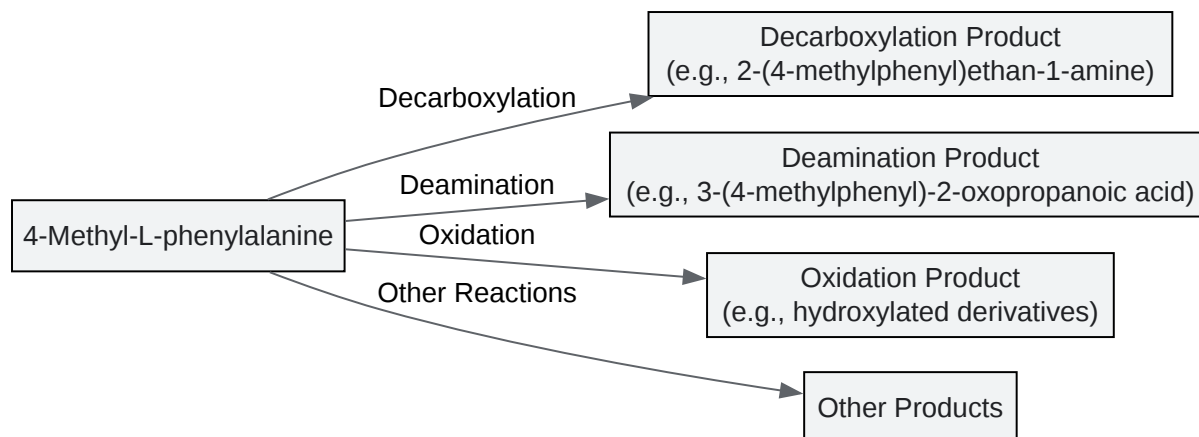 Decarboxylation Product
(e.g., 2-(4-methylphenyl)ethan-1-amine)
Decarboxylation
Deamination Product
(e.g., 3-(4-methylphenyl)-2-oxopropanoic acid)
Deamination
4-Methyl-L-phenylalanine
Oxidation
Oxidation Product
(e.g., hydroxylated derivatives)
Other Reactions
Other Products